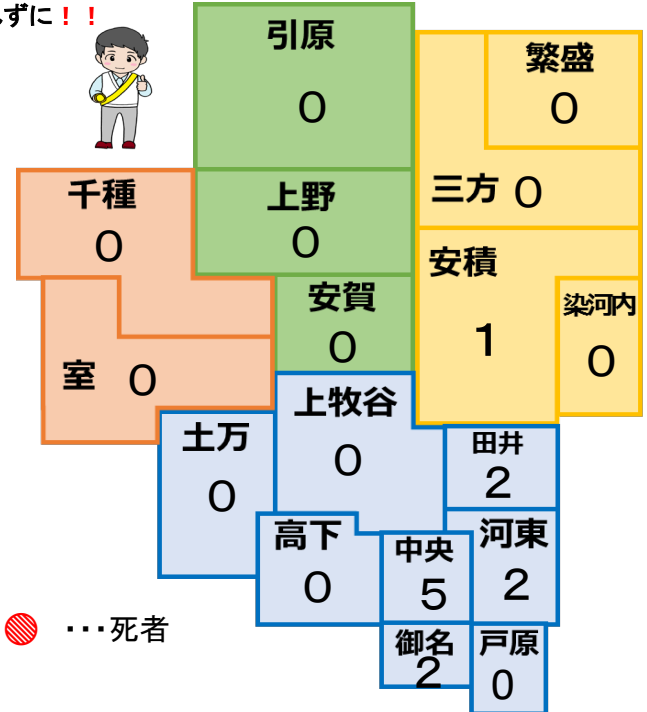 ずに！！
引原
0
繁盛
0
千種
0
上野
0
三方 0
安積
1
安賀
0
染河内
0
室 0
上牧谷
0
土万
0
田井
2
高下
0
中央
5
河東
2
・・・死者
御名
2
戸原
0